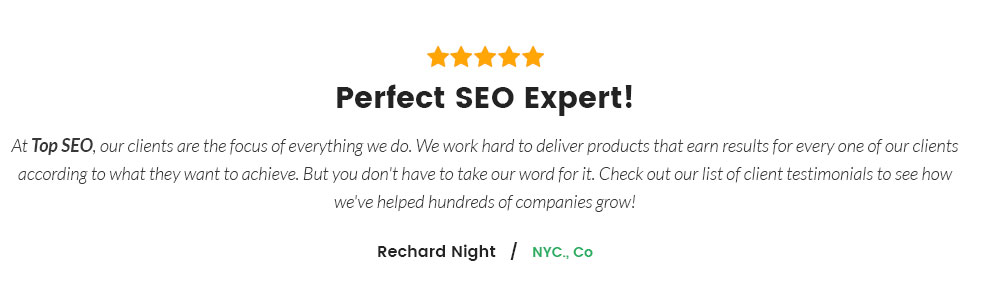 Perfect SEO Expert!
At Top SEO, our clients are the focus of everything we do. We work hard to deliver products that earn results for every one of our clients
according to what they want to achieve. But you don't have to take our word for it. Check out our list of client testimonials to see how
we've helped hundreds of companies grow!
Rechard Night / NYC., Co